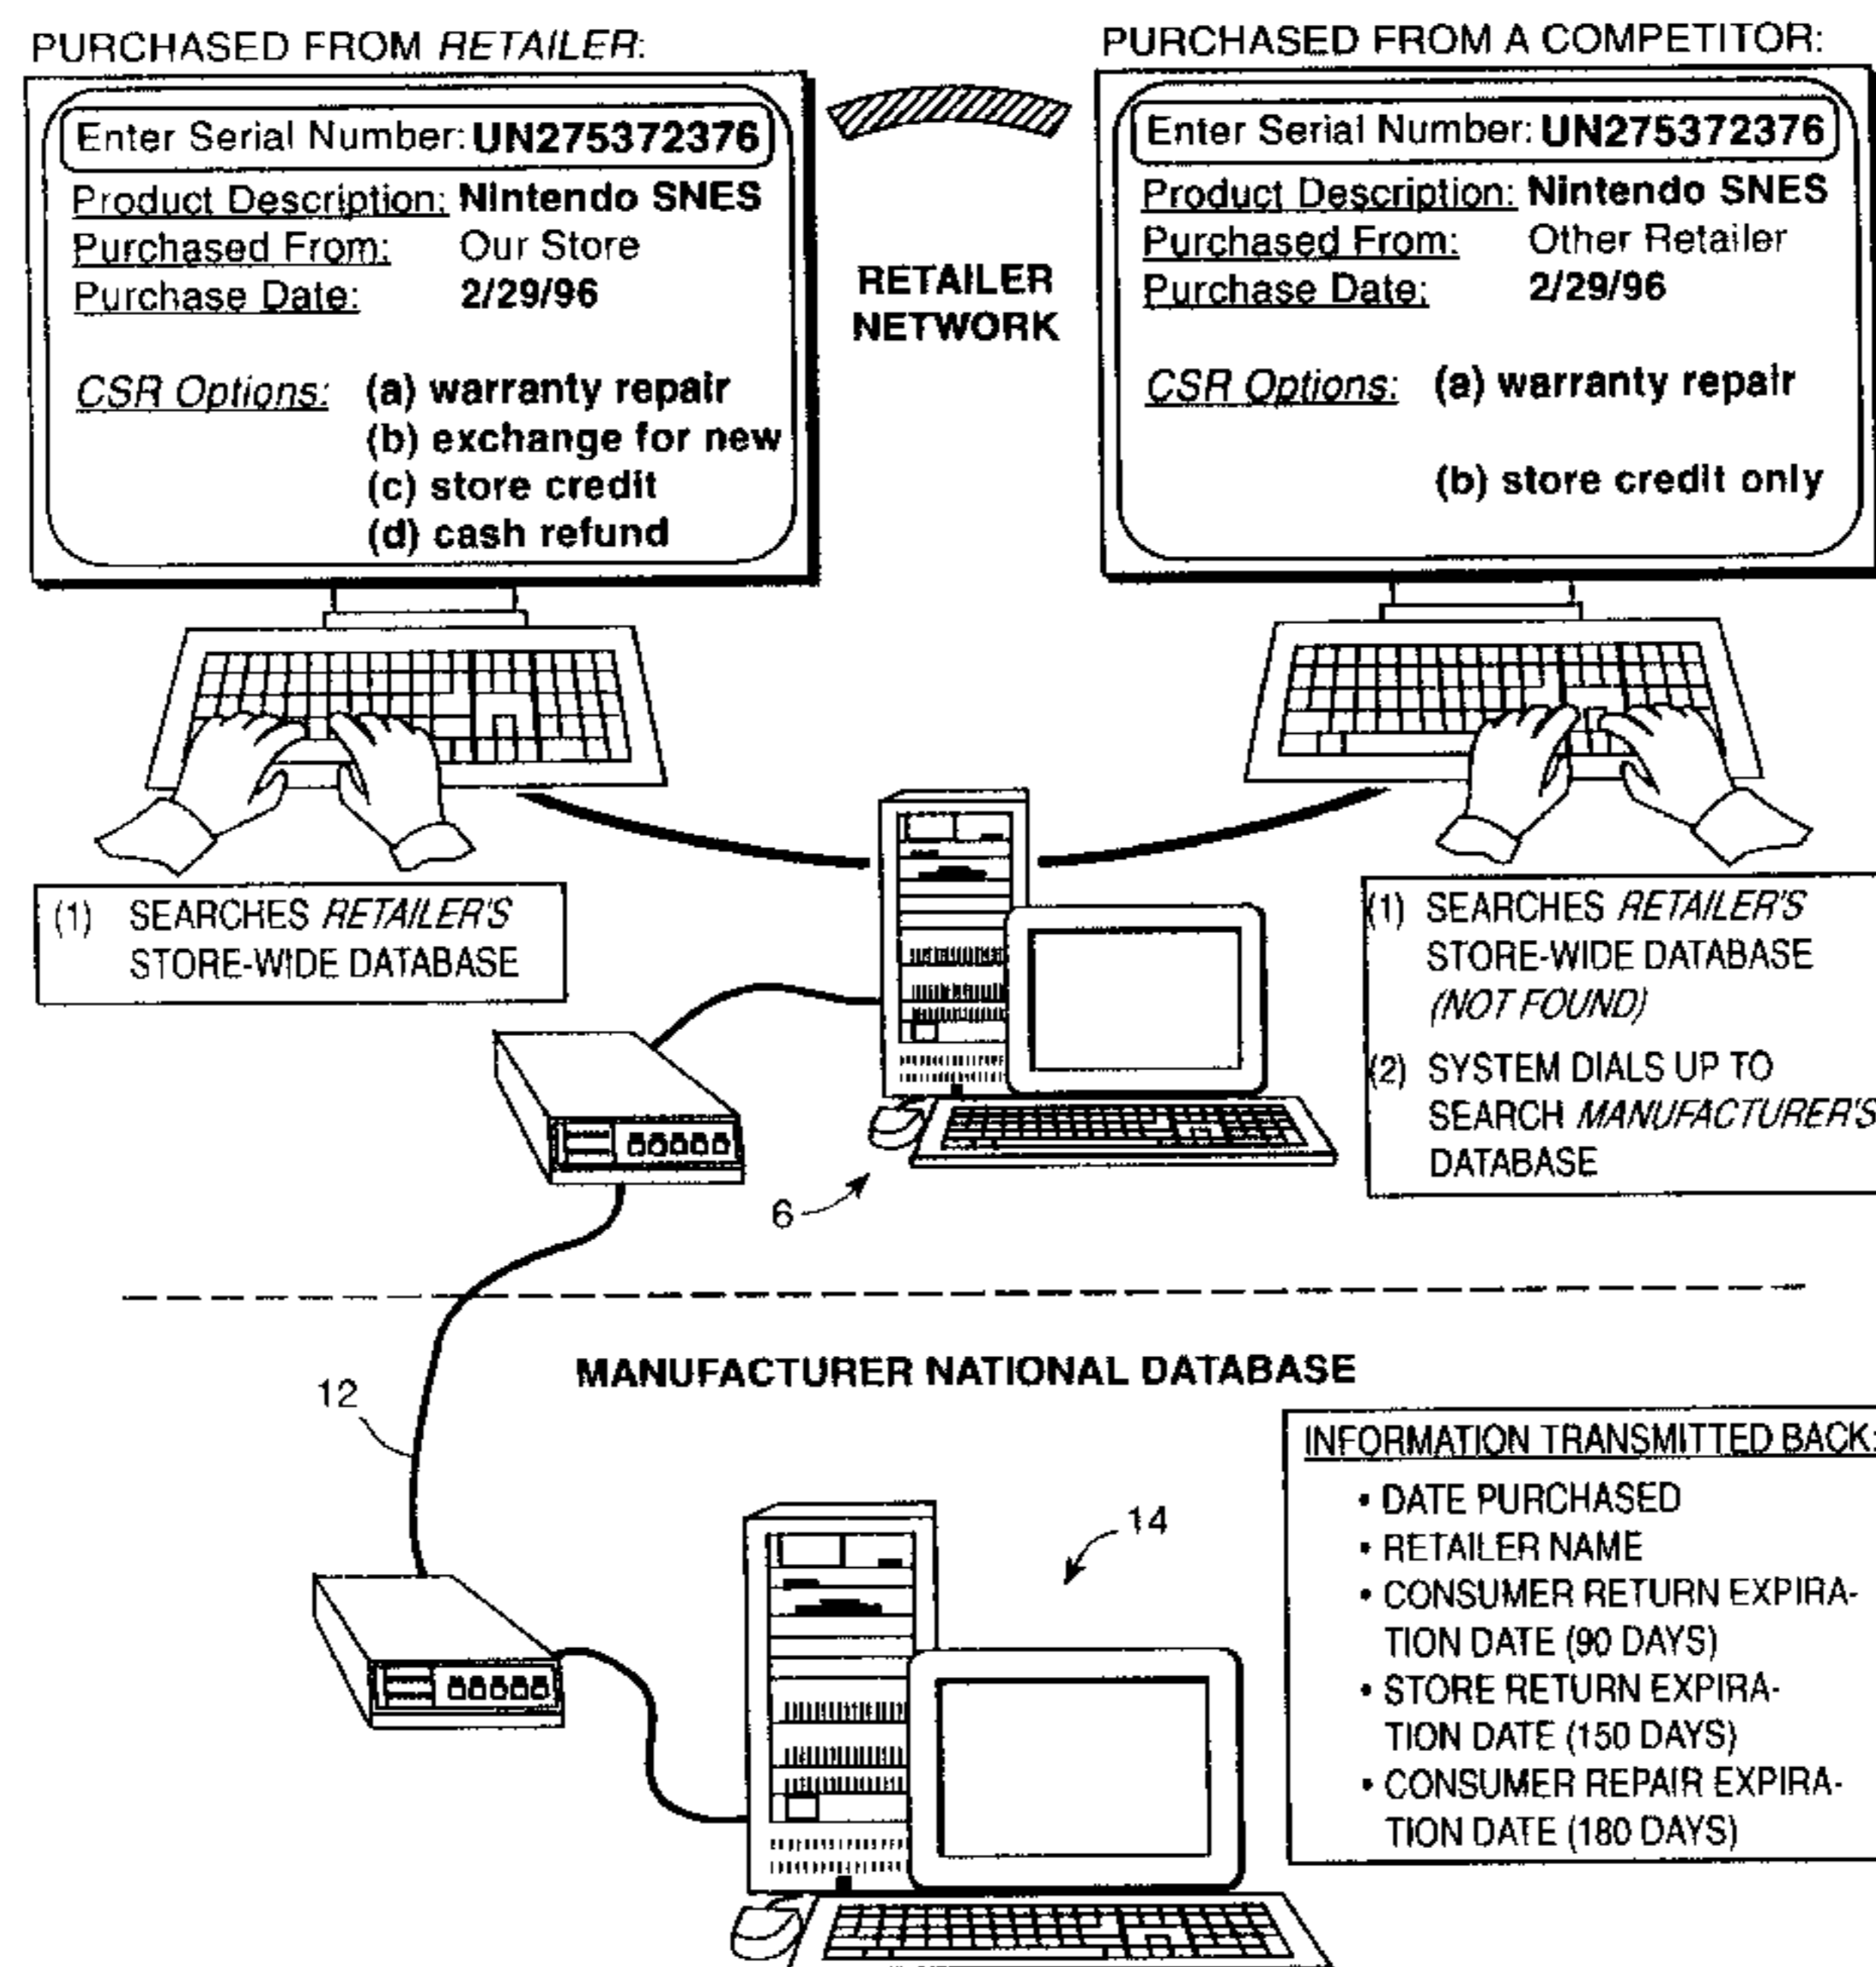 PURCHASED FROM RETAILER:
Enter Serial Number: UN275372376
Product Description: Nintendo SNES
Purchased From: Our Store
Purchase Date: 2/29/96
CSR Options: (a) warranty repair
(b) exchange for new
(c) store credit
(d) cash refund
RETAILER
NETWORK
PURCHASED FROM A COMPETITOR:
Enter Serial Number: UN275372376
Product Description: Nintendo SNES
Purchased From: Other Retailer
Purchase Date: 2/29/96
CSR Options: (a) warranty repair
(b) store credit only
(1) SEARCHES RETAILER'S
STORE-WIDE DATABASE
(1) SEARCHES RETAILER'S
STORE-WIDE DATABASE
(NOT FOUND)
(2) SYSTEM DIALS UP TO
SEARCH MANUFACTURER'S
DATABASE
6
MANUFACTURER NATIONAL DATABASE
12
14
INFORMATION TRANSMITTED BACK:
• DATE PURCHASED
• RETAILER NAME
• CONSUMER RETURN EXPIRA-
TION DATE (90 DAYS)
• STORE RETURN EXPIRA-
TION DATE (150 DAYS)
• CONSUMER REPAIR EXPIRA-
TION DATE (180 DAYS)